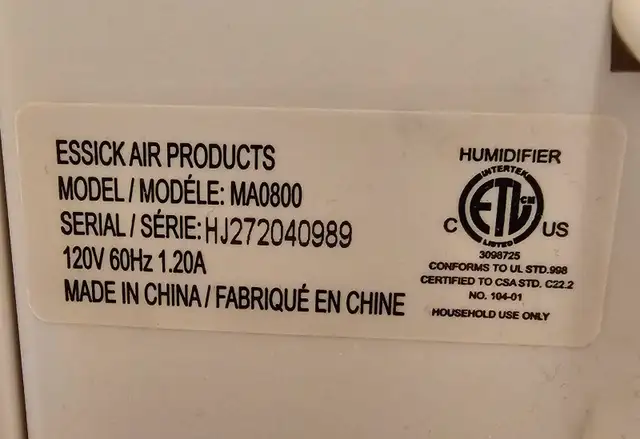 ESSICK AIR PRODUCTS
MODEL / MODÉLE: MA0800
SERIAL / SÉRIE: HJ272040989
120V 60Hz 1.20A
MADE IN CHINA / FABRIQUÉ EN CHINE
HUMIDIFIER
INTERTEK
ETL CM
C US
LISTED
3098725
CONFORMS TO UL STD.998
CERTIFIED TO CSA STD. C22.2
NO. 104-01
HOUSEHOLD USE ONLY